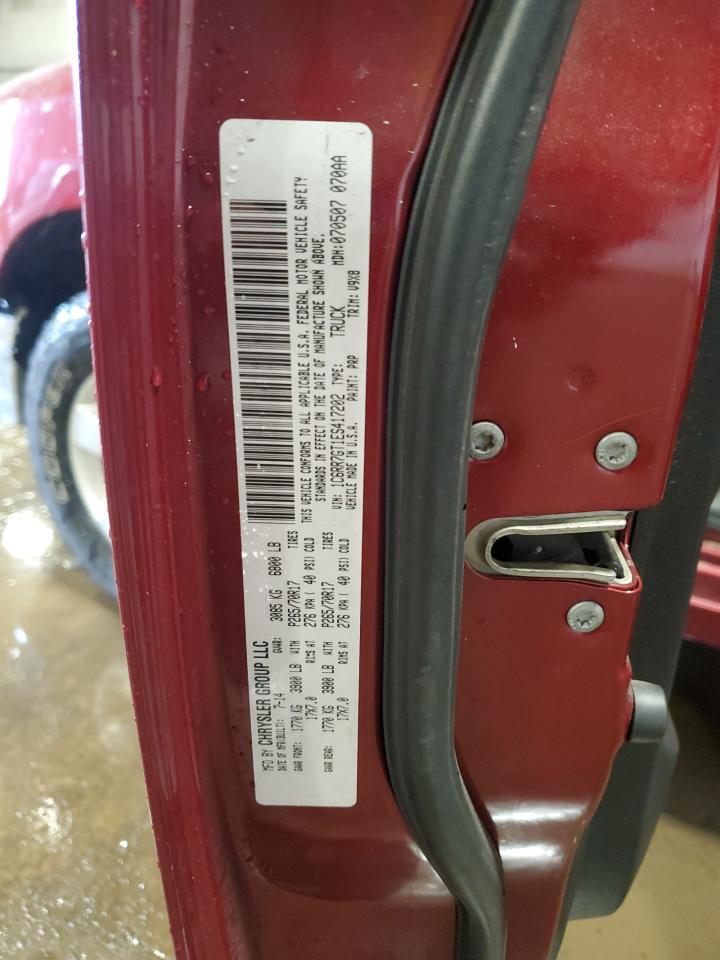 MFD BY CHRYSLER GROUP LLC
DATE OF MFR(BUILT): 7-14 GVWR: 3085 KG 6800 LB
GAWR FRONT: 1770 KG 3900 LB WITH P265/70R17 TIRES
17X7.0 RIMS AT 276 KPA ( 40 PSI) COLD
GAWR REAR: 1770 KG 3900 LB WITH P265/70R17 TIRES
17X7.0 RIMS AT 276 KPA ( 40 PSI) COLD
THIS VEHICLE CONFORMS TO ALL APPLICABLE U.S.A. FEDERAL MOTOR VEHICLE SAFETY
STANDARDS IN EFFECT ON THE DATE OF MANUFACTURE SHOWN ABOVE.
VIN: 1C6RR7GT1ES417202 TYPE: TRUCK MDH:070507 070AA
VEHICLE MADE IN U.S.A. PAINT: PRP TRIM: V9X8
COOPER